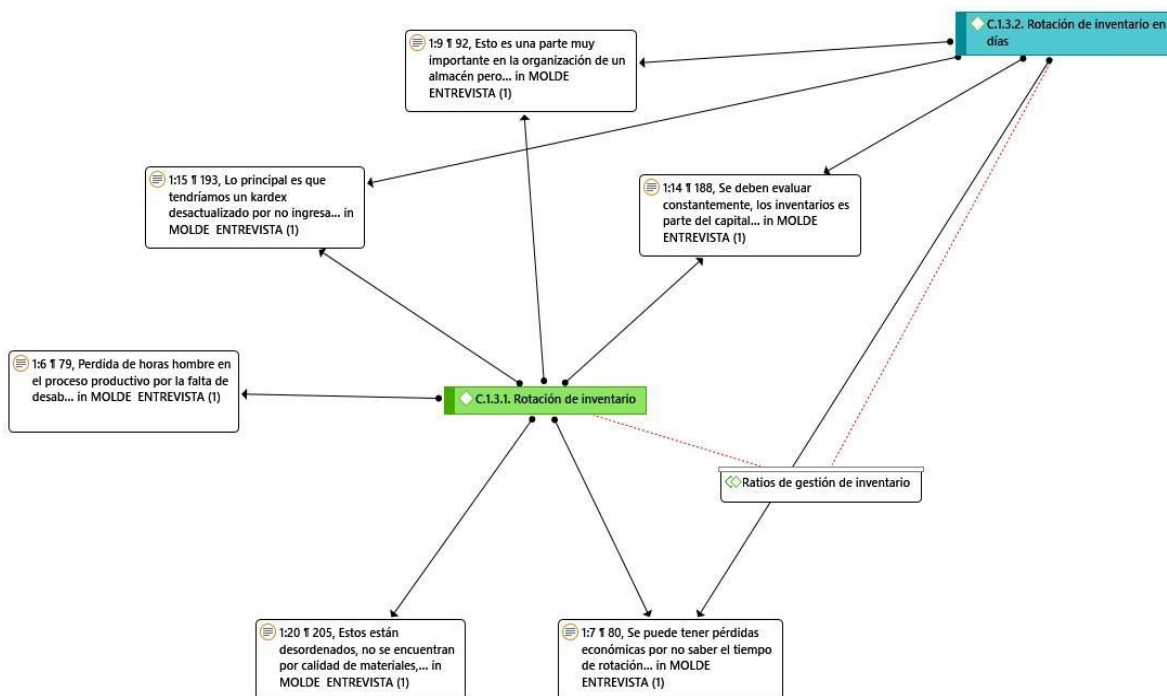 C.1.3.2. Rotación de inventario en
días
1:9 ¶ 92, Esto es una parte muy
importante en la organización de un
almacén pero... in MOLDE
ENTREVISTA (1)
1:15 ¶ 193, Lo principal es que
tendríamos un kardex
desactualizado por no ingresa... in
MOLDE ENTREVISTA (1)
1:14 ¶ 188, Se deben evaluar
constantemente, los inventarios es
parte del capital... in MOLDE
ENTREVISTA (1)
1:6 ¶ 79, Perdida de horas hombre en
el proceso productivo por la falta de
desab... in MOLDE ENTREVISTA (1)
C.1.3.1. Rotación de inventario
Ratios de gestión de inventario
1:20 ¶ 205, Estos están
desordenados, no se encuentran
por calidad de materiales,... in
MOLDE ENTREVISTA (1)
1:7 ¶ 80, Se puede tener pérdidas
económicas por no saber el tiempo
de rotación... in MOLDE
ENTREVISTA (1)